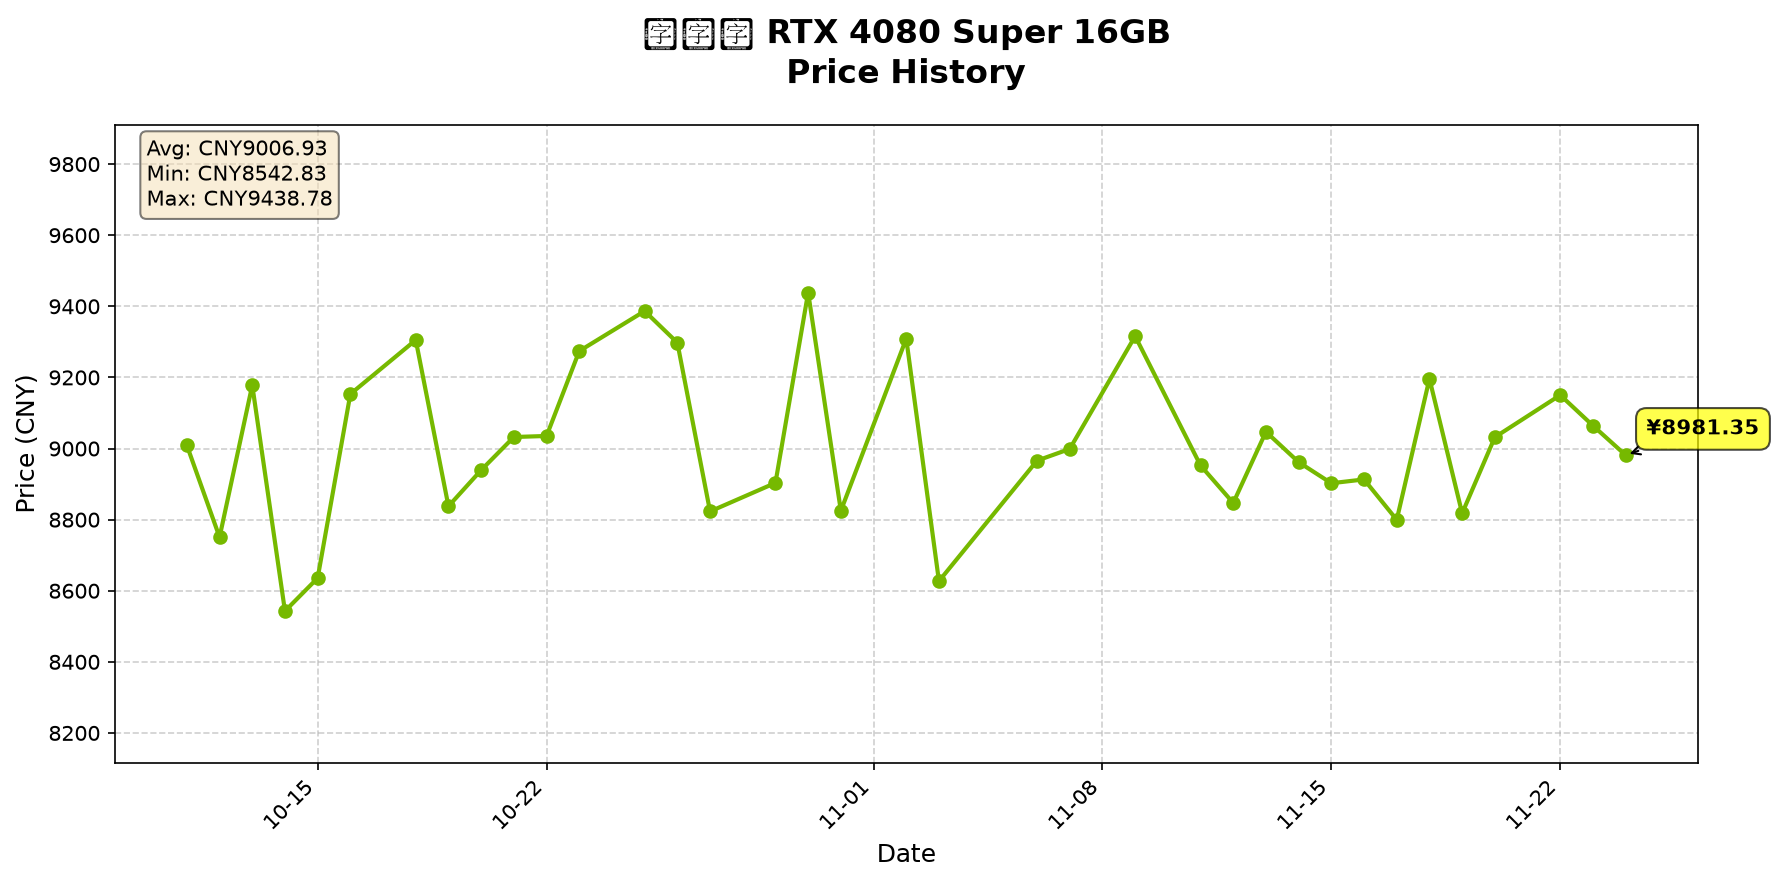 RTX 4080 Super 16GB
Price History
Avg: CNY9006.93
Min: CNY8542.83
Max: CNY9438.78
9800
9600
9400
9200
9000
8800
8600
8400
8200
Price (CNY)
¥8981.35
10-15
10-22
11-01
11-08
11-15
11-22
Date